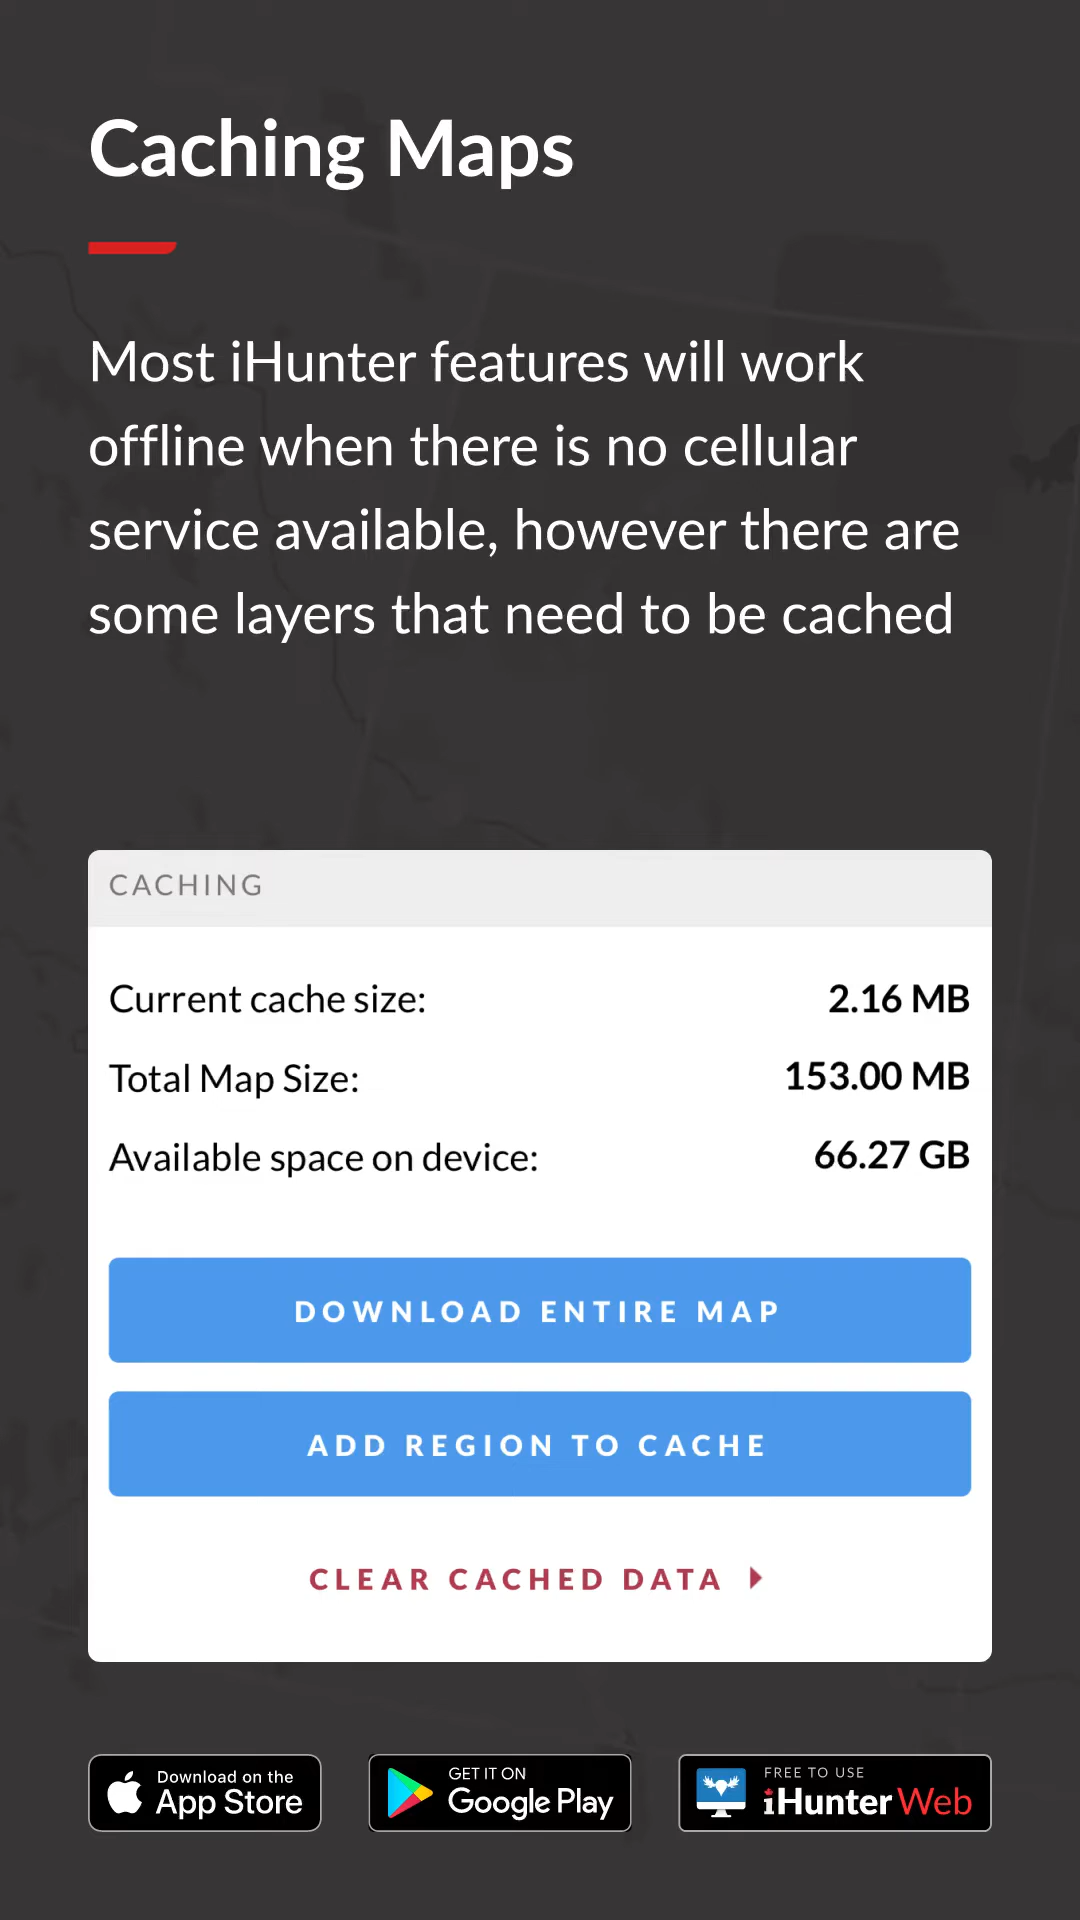 Caching Maps
Most iHunter features will work
offline when there is no cellular
service available, however there are
some layers that need to be cached
CACHING
Current cache size: 2.16 MB
Total Map Size: 153.00 MB
Available space on device: 66.27 GB
DOWNLOAD ENTIRE MAP
ADD REGION TO CACHE
CLEAR CACHED DATA
Download on the
App Store
GET IT ON
Google Play
FREE TO USE
iHunter Web